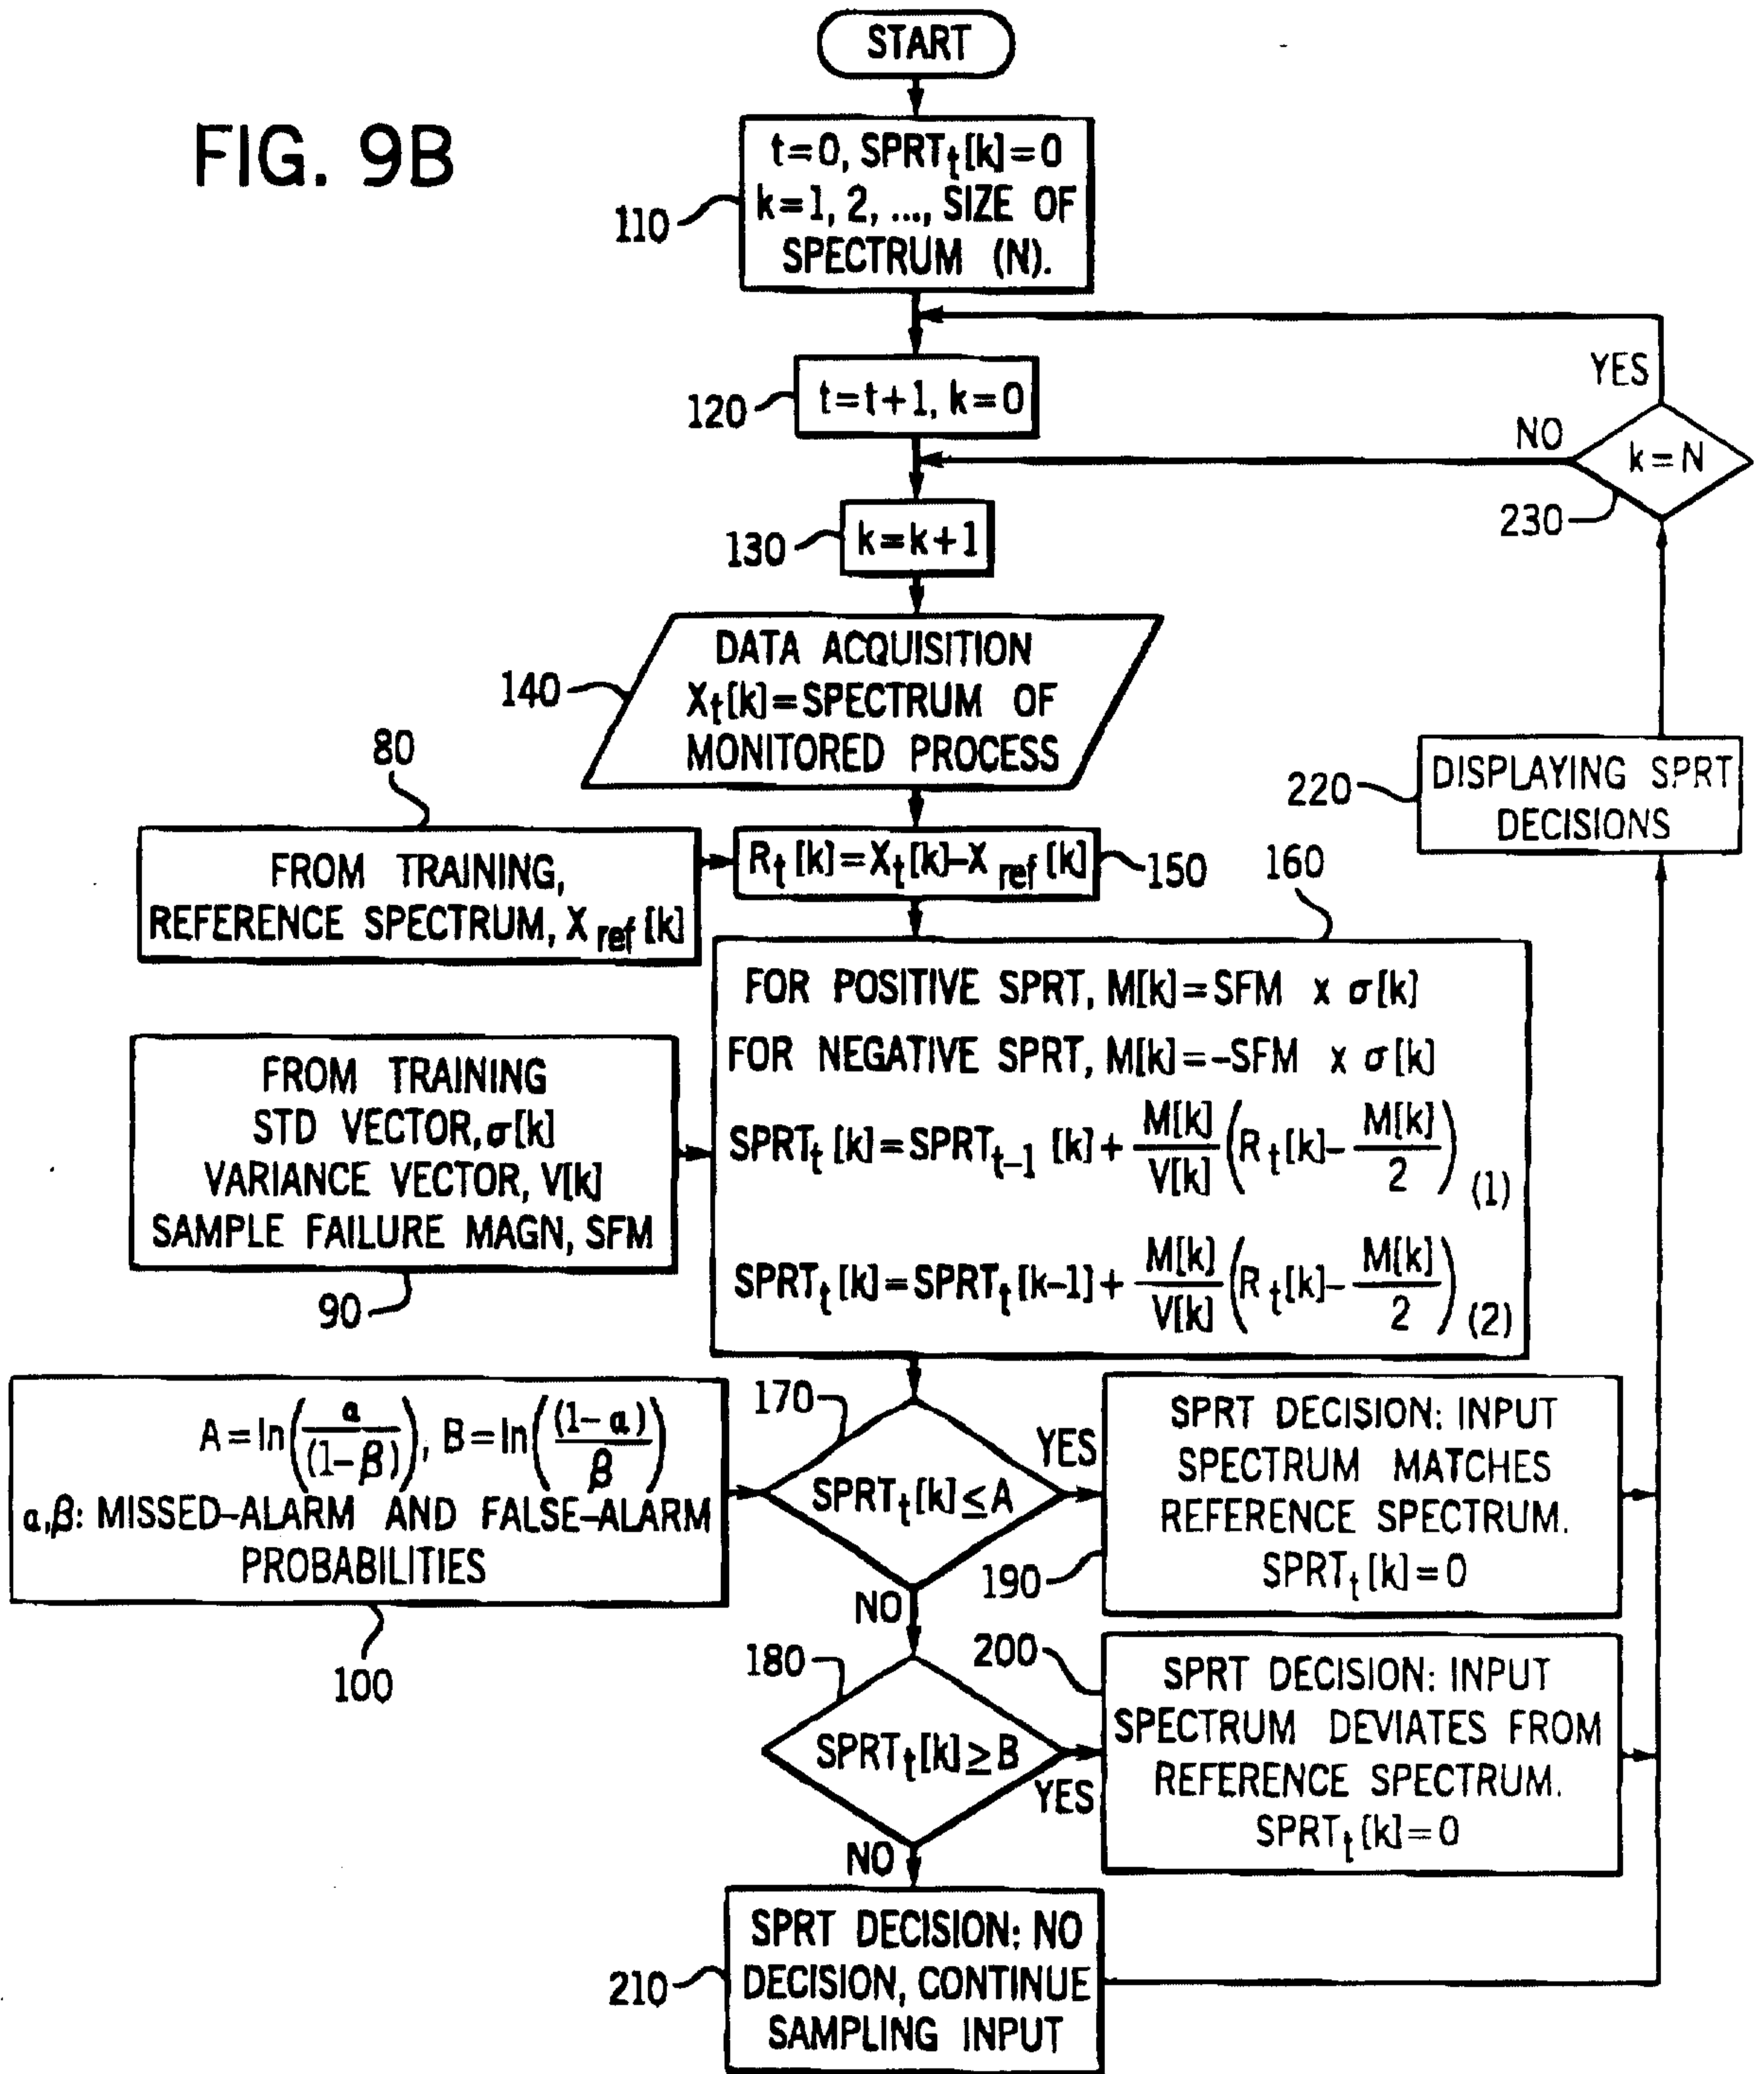 START
FIG. 9B
t=0, SPRTt[k]=0
k=1, 2, ..., SIZE OF
SPECTRUM (N).
110
YES
120
t=t+1, k=0
NO
k=N
230
130
k=k+1
DATA ACQUISITION
Xt[k]=SPECTRUM OF
MONITORED PROCESS
140
80
220
DISPLAYING SPRT
DECISIONS
FROM TRAINING,
REFERENCE SPECTRUM, Xref[k]
Rt[k]=Xt[k]-Xref[k]
150
160
FOR POSITIVE SPRT, M[k]=SFM x σ[k]
FOR NEGATIVE SPRT, M[k]=-SFM x σ[k]
SPRTt[k]=SPRTt-1[k]+ M[k]/V[k] (Rt[k]- M[k]/2) (1)
SPRTt[k]=SPRTt[k-1]+ M[k]/V[k] (Rt[k]- M[k]/2) (2)
FROM TRAINING
STD VECTOR, σ[k]
VARIANCE VECTOR, V[k]
SAMPLE FAILURE MAGN, SFM
90
A=ln(α/(1-β)), B=ln((1-α)/β)
α,β: MISSED-ALARM AND FALSE-ALARM
PROBABILITIES
100
170
SPRTt[k]≤A
YES
NO
SPRT DECISION: INPUT
SPECTRUM MATCHES
REFERENCE SPECTRUM.
SPRTt[k]=0
190
180
SPRTt[k]≥B
YES
NO
200
SPRT DECISION: INPUT
SPECTRUM DEVIATES FROM
REFERENCE SPECTRUM.
SPRTt[k]=0
SPRT DECISION: NO
DECISION, CONTINUE
SAMPLING INPUT
210